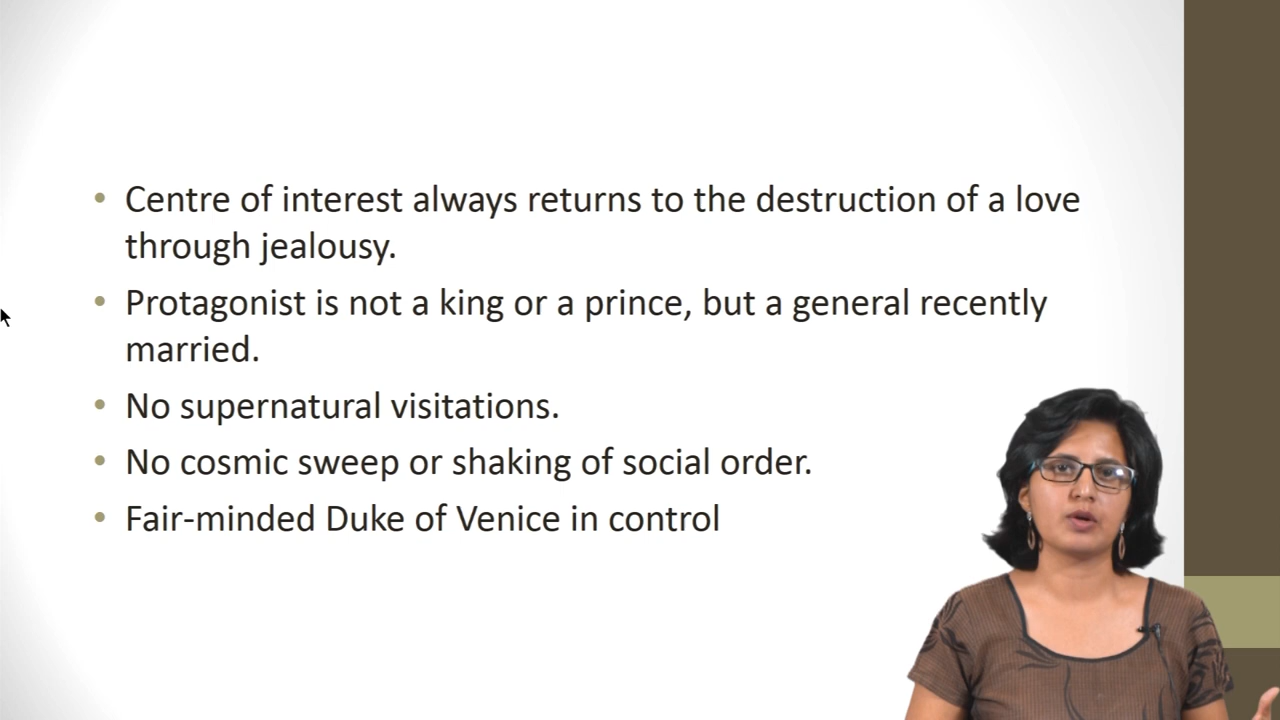 • Centre of interest always returns to the destruction of a love
through jealousy.
• Protagonist is not a king or a prince, but a general recently
married.
• No supernatural visitations.
• No cosmic sweep or shaking of social order.
• Fair-minded Duke of Venice in control